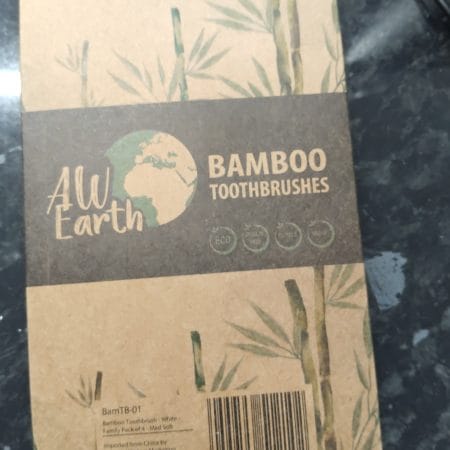 AW
Earth
BAMBOO
TOOTHBRUSHES
ECO
BamTB-01
Bamboo Toothbrush - White -
Family Pack of 4 - Med Soft
Imported from China by